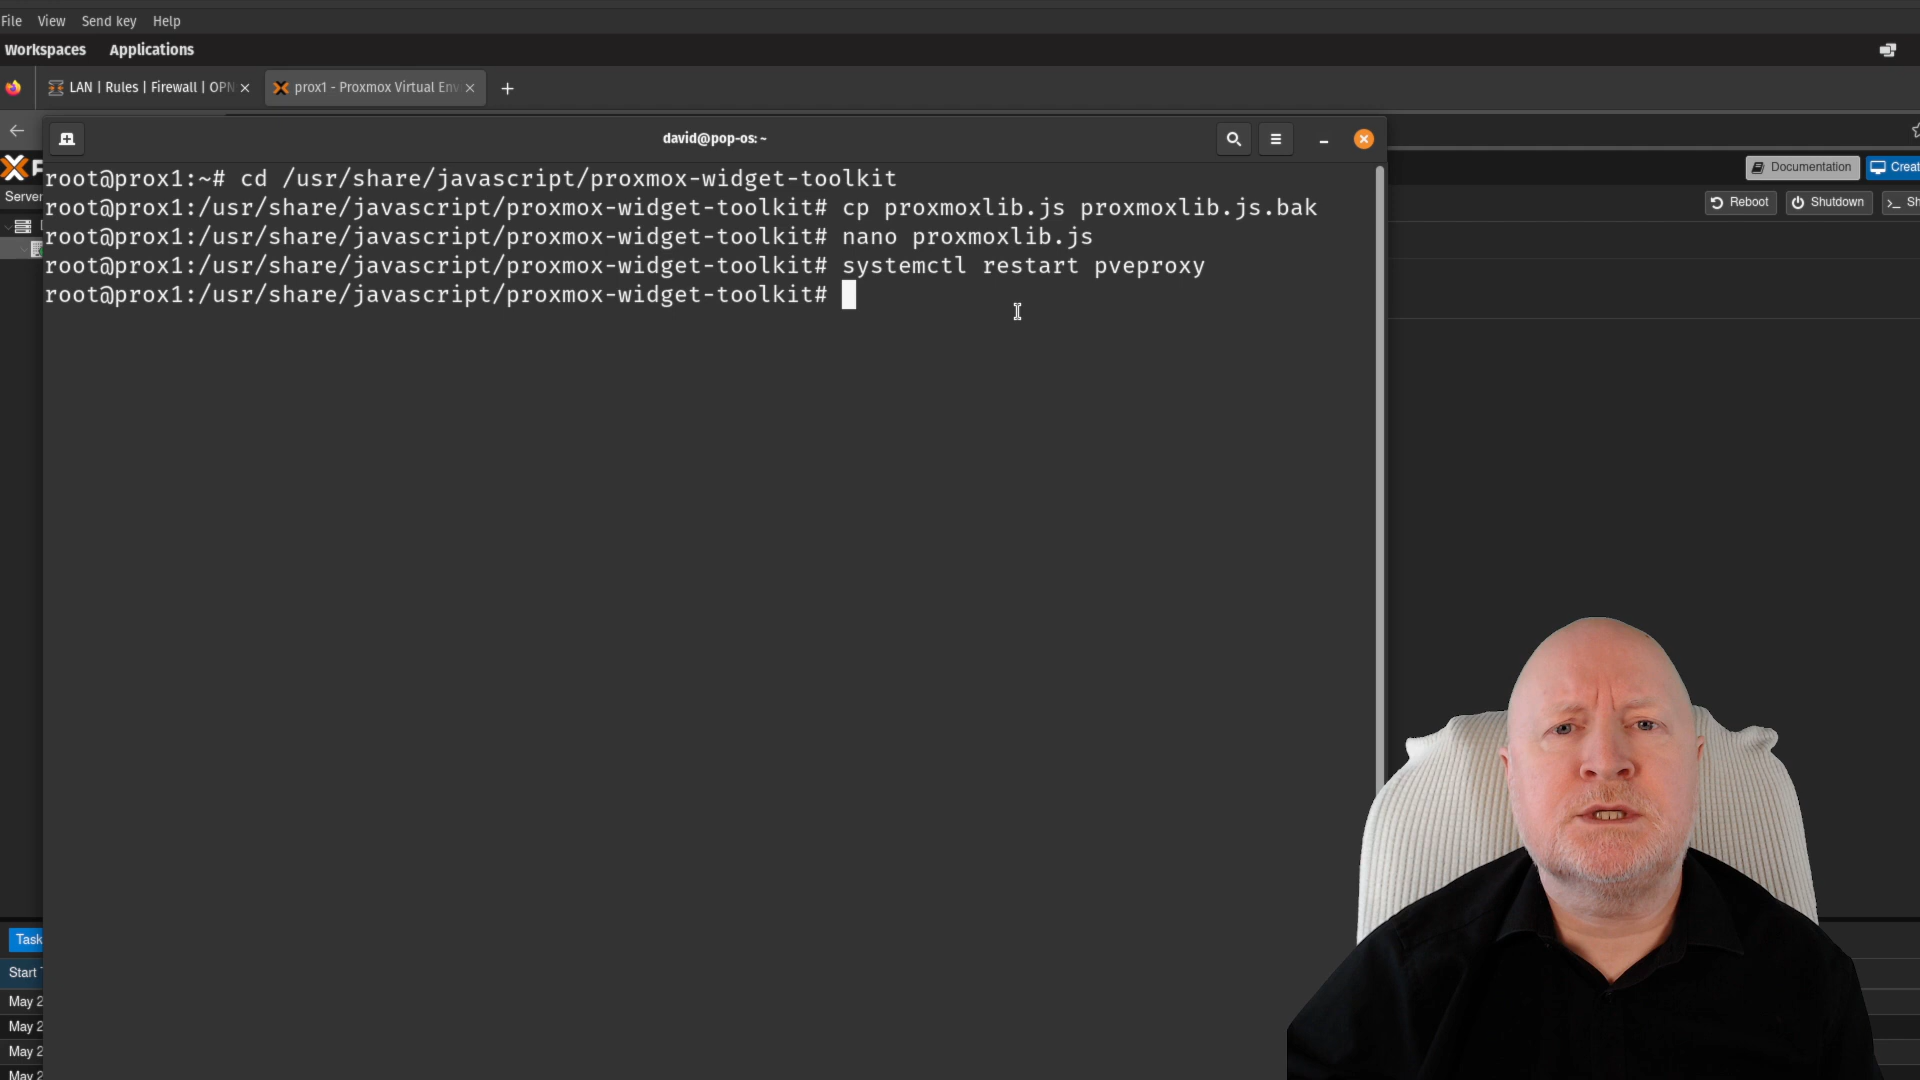 File View Send key Help
Workspaces Applications
LAN | Rules | Firewall | OPN
prox1 - Proxmox Virtual Env
david@pop-os: ~
Documentation
Creat
Server
Reboot Shutdown Sh
root@prox1:~# cd /usr/share/javascript/proxmox-widget-toolkit
root@prox1:/usr/share/javascript/proxmox-widget-toolkit# cp proxmoxlib.js proxmoxlib.js.bak
root@prox1:/usr/share/javascript/proxmox-widget-toolkit# nano proxmoxlib.js
root@prox1:/usr/share/javascript/proxmox-widget-toolkit# systemctl restart pveproxy
root@prox1:/usr/share/javascript/proxmox-widget-toolkit#
Task
Start
May 2
May 2
May 2
May 2